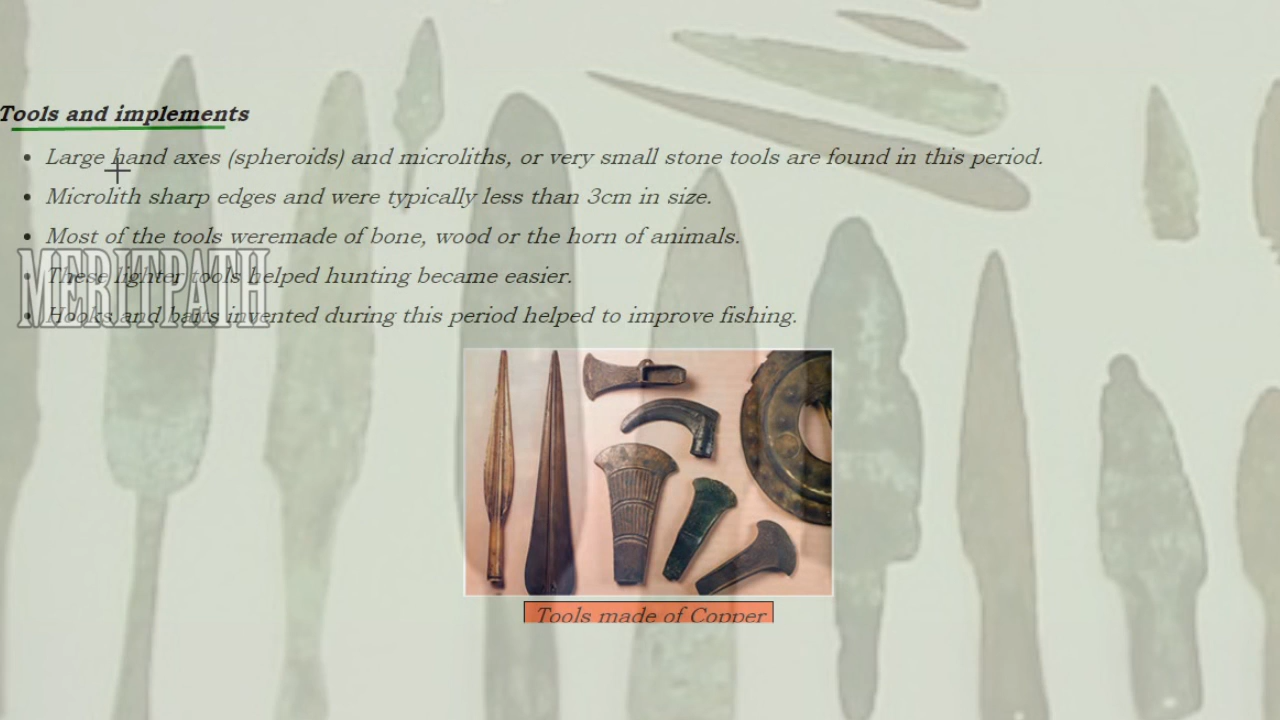 Tools and implements
• Large hand axes (spheroids) and microliths, or very small stone tools are found in this period.
• Microlith sharp edges and were typically less than 3cm in size.
• Most of the tools weremade of bone, wood or the horn of animals.
• These lighter tools helped hunting became easier.
MERITPATH
• Hooks and baits invented during this period helped to improve fishing.
Tools made of Copper